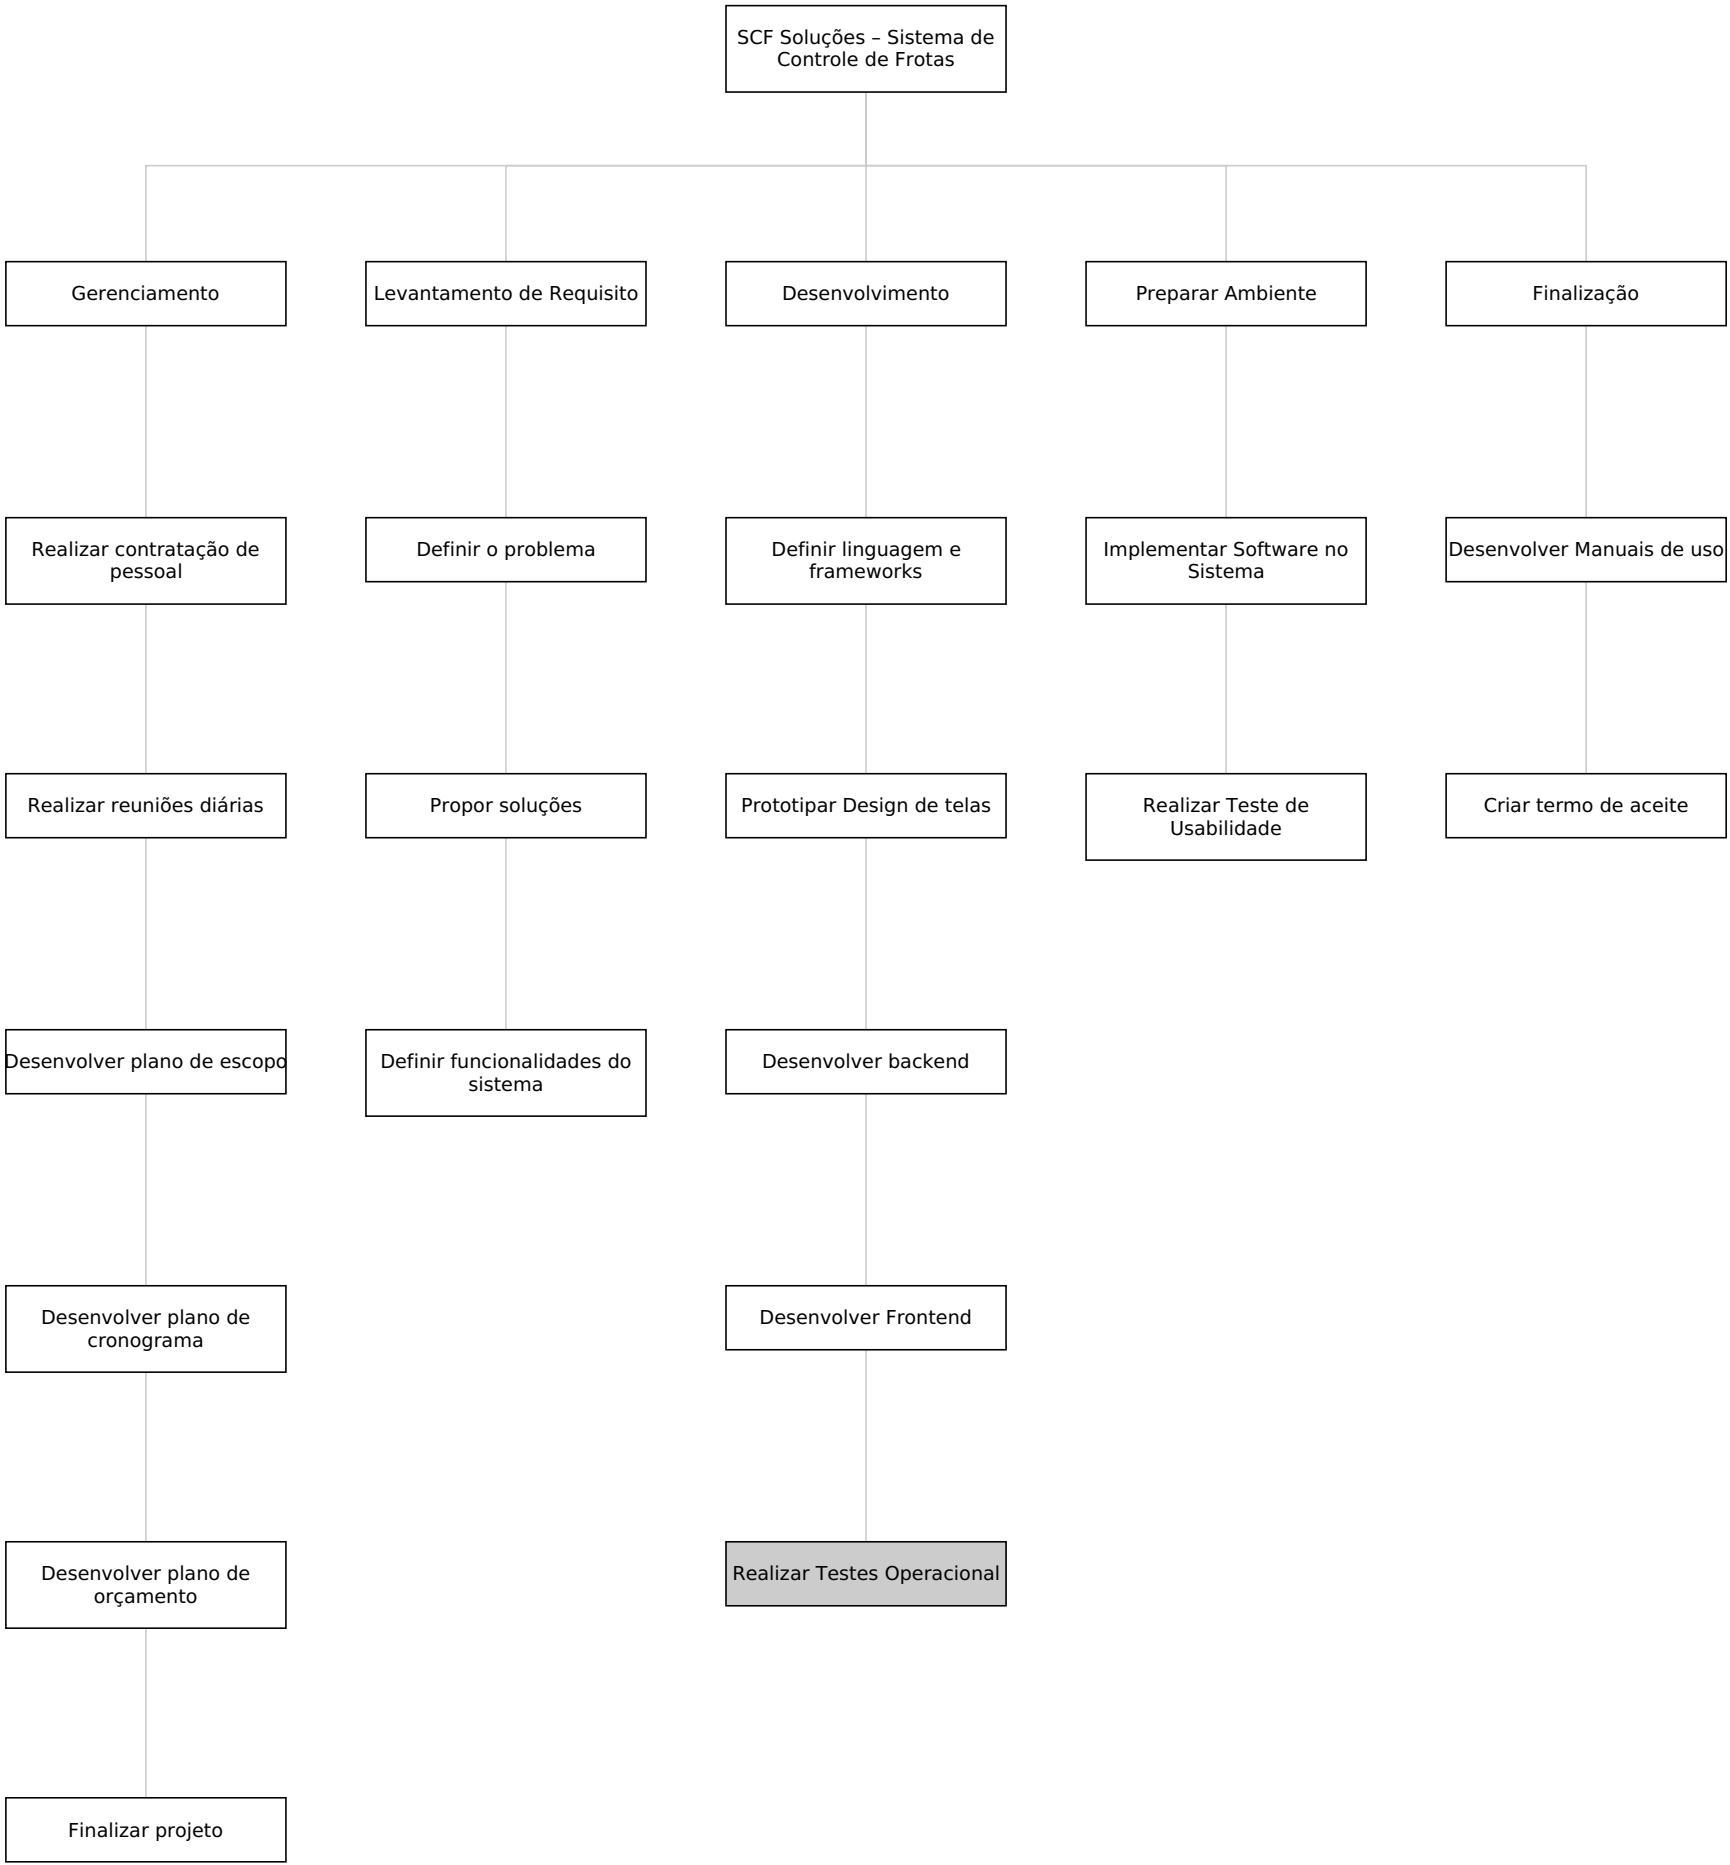 SCF Soluções – Sistema de
Controle de Frotas
Gerenciamento
Levantamento de Requisito
Desenvolvimento
Preparar Ambiente
Finalização
Realizar contratação de
pessoal
Definir o problema
Definir linguagem e
frameworks
Implementar Software no
Sistema
Desenvolver Manuais de uso
Realizar reuniões diárias
Propor soluções
Prototipar Design de telas
Realizar Teste de
Usabilidade
Criar termo de aceite
Desenvolver plano de escopo
Definir funcionalidades do
sistema
Desenvolver backend
Desenvolver plano de
cronograma
Desenvolver Frontend
Desenvolver plano de
orçamento
Realizar Testes Operacional
Finalizar projeto